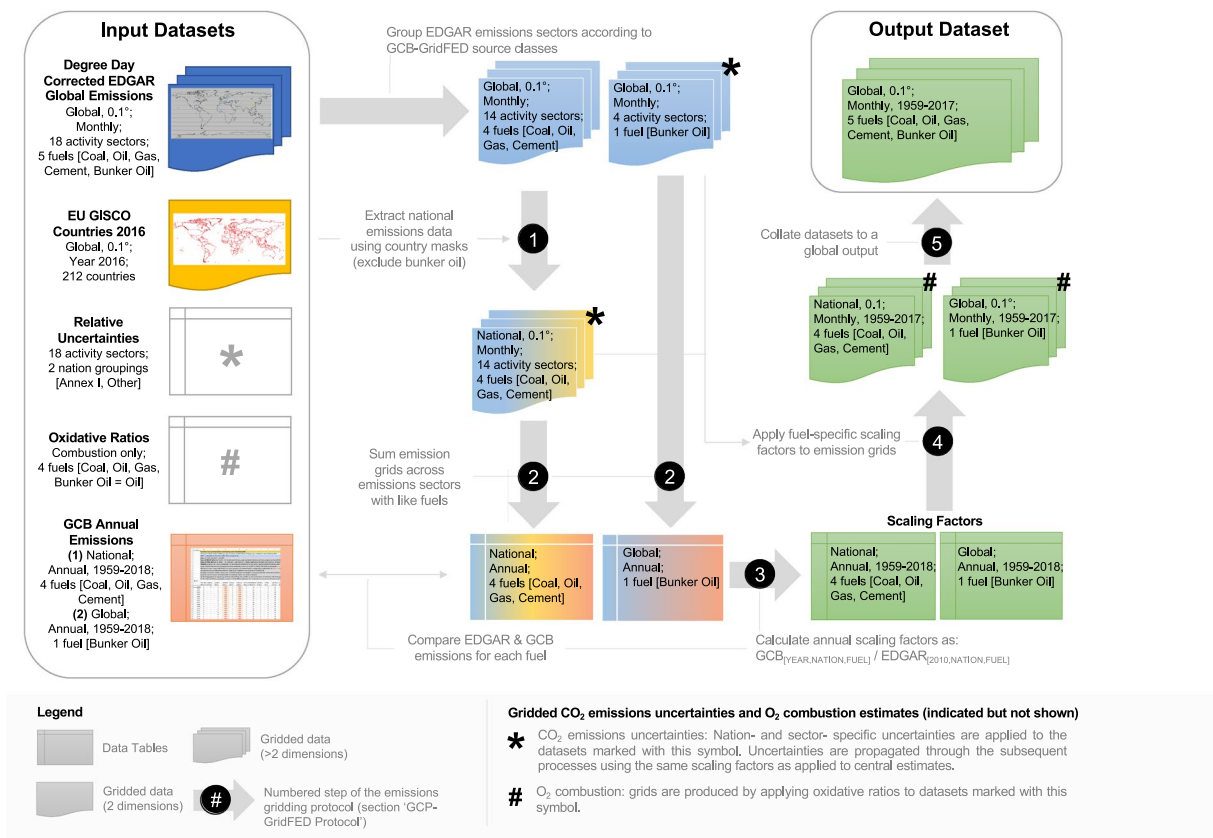 Input Datasets
Degree Day
Corrected EDGAR
Global Emissions
Global, 0.1°;
Monthly;
18 activity sectors;
5 fuels [Coal, Oil, Gas,
Cement, Bunker Oil]
EU GISCO
Countries 2016
Global, 0.1°;
Year 2016;
212 countries
Relative
Uncertainties
18 activity sectors;
2 nation groupings
[Annex I, Other]
*
Oxidative Ratios
Combustion only;
4 fuels [Coal, Oil, Gas,
Bunker Oil = Oil]
#
GCB Annual
Emissions
(1) National;
Annual, 1959-2018;
4 fuels [Coal, Oil, Gas,
Cement]
(2) Global;
Annual, 1959-2018;
1 fuel [Bunker Oil]
Group EDGAR emissions sectors according to
GCB-GridFED source classes
Global, 0.1°;
Monthly;
14 activity sectors;
4 fuels [Coal, Oil,
Gas, Cement]
*
Global, 0.1°;
Monthly;
4 activity sectors;
1 fuel [Bunker Oil]
Extract national
emissions data
using country masks
(exclude bunker oil)
1
*
National, 0.1°;
Monthly;
14 activity sectors;
4 fuels [Coal, Oil,
Gas, Cement]
Sum emission
grids across
emissions sectors
with like fuels
2
2
National;
Annual;
4 fuels [Coal, Oil,
Gas, Cement]
Global;
Annual;
1 fuel [Bunker Oil]
3
Compare EDGAR & GCB
emissions for each fuel
Calculate annual scaling factors as:
GCB[YEAR,NATION,FUEL] / EDGAR[2010,NATION,FUEL]
Scaling Factors
National;
Annual, 1959-2018;
4 fuels [Coal, Oil,
Gas, Cement]
Global;
Annual, 1959-2018;
1 fuel [Bunker Oil]
Apply fuel-specific scaling
factors to emission grids
4
#
National, 0.1;
Monthly, 1959-2017;
4 fuels [Coal, Oil,
Gas, Cement]
#
Global, 0.1°;
Monthly, 1959-2017;
1 fuel [Bunker Oil]
Collate datasets to a
global output
5
Output Dataset
Global, 0.1°;
Monthly, 1959-2017;
5 fuels [Coal, Oil, Gas,
Cement, Bunker Oil]
Legend
Data Tables
Gridded data
(>2 dimensions)
Gridded data
(2 dimensions)
#
Numbered step of the emissions
gridding protocol (section ‘GCP-
GridFED Protocol’)
Gridded CO2 emissions uncertainties and O2 combustion estimates (indicated but not shown)
* CO2 emissions uncertainties: Nation- and sector- specific uncertainties are applied to the
datasets marked with this symbol. Uncertainties are propagated through the subsequent
processes using the same scaling factors as applied to central estimates.
# O2 combustion: grids are produced by applying oxidative ratios to datasets marked with this
symbol.